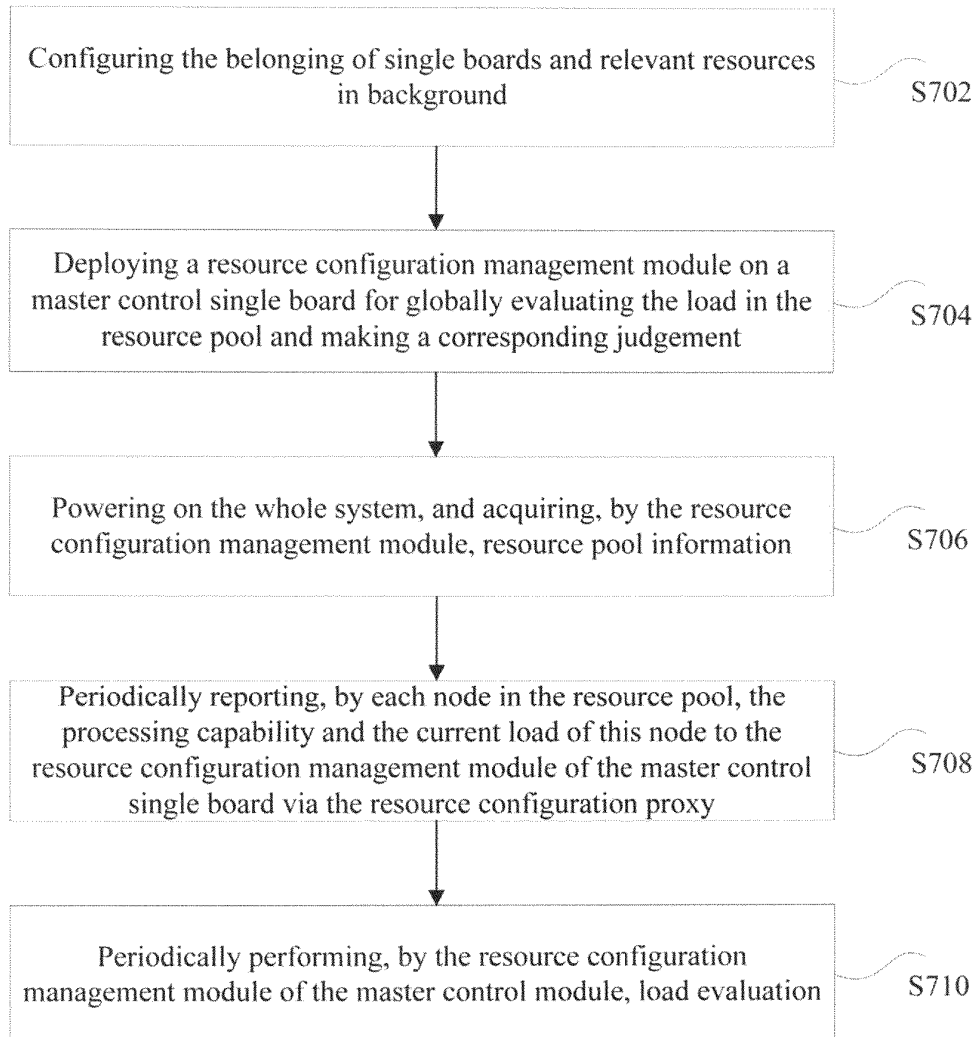 Configuring the belonging of single boards and relevant resources
in background
S702
Deploying a resource configuration management module on a
master control single board for globally evaluating the load in the
resource pool and making a corresponding judgement
S704
Powering on the whole system, and acquiring, by the resource
configuration management module, resource pool information
S706
Periodically reporting, by each node in the resource pool, the
processing capability and the current load of this node to the
resource configuration management module of the master control
single board via the resource configuration proxy
S708
Periodically performing, by the resource configuration
management module of the master control module, load evaluation
S710